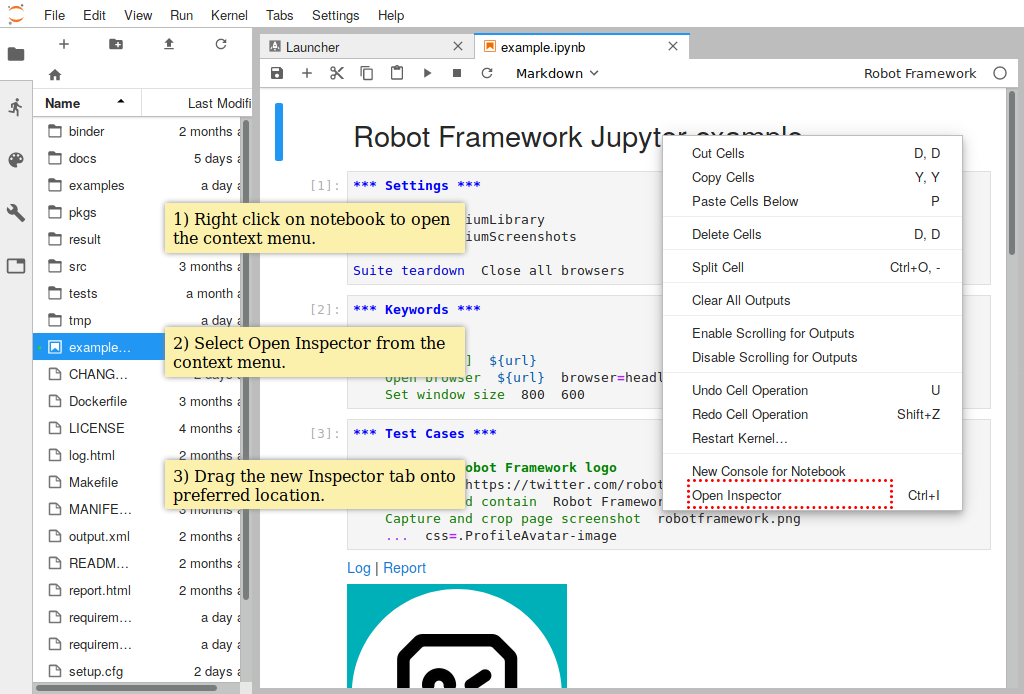 File Edit View Run Kernel Tabs Settings Help
Launcher
example.ipynb
Markdown
Robot Framework
Name
Last Modifi
binder 2 months a
docs 5 days a
examples a day a
pkgs
result
src 3 months a
tests a month a
tmp a day a
example…
CHANG… 2 days a
Dockerfile 3 months a
LICENSE 4 months a
log.html 2 months a
Makefile
MANIFE… 3 months a
output.xml 2 months a
READM… 2 months a
report.html 2 months a
requirem… a day a
requirem… a day a
setup.cfg 2 days a
Robot Framework Jupyter example
[1]: *** Settings ***
iumLibrary
iumScreenshots
Suite teardown Close all browsers
[2]: *** Keywords ***
] ${url}
Open browser ${url} browser=headl
Set window size 800 600
[3]: *** Test Cases ***
obot Framework logo
https://twitter.com/robot
d contain Robot Framewor
Capture and crop page screenshot robotframework.png
... css=.ProfileAvatar-image
Log | Report
1) Right click on notebook to open
the context menu.
2) Select Open Inspector from the
context menu.
3) Drag the new Inspector tab onto
preferred location.
Cut Cells D, D
Copy Cells Y, Y
Paste Cells Below P
Delete Cells D, D
Split Cell Ctrl+O, -
Clear All Outputs
Enable Scrolling for Outputs
Disable Scrolling for Outputs
Undo Cell Operation U
Redo Cell Operation Shift+Z
Restart Kernel…
New Console for Notebook
Open Inspector Ctrl+I